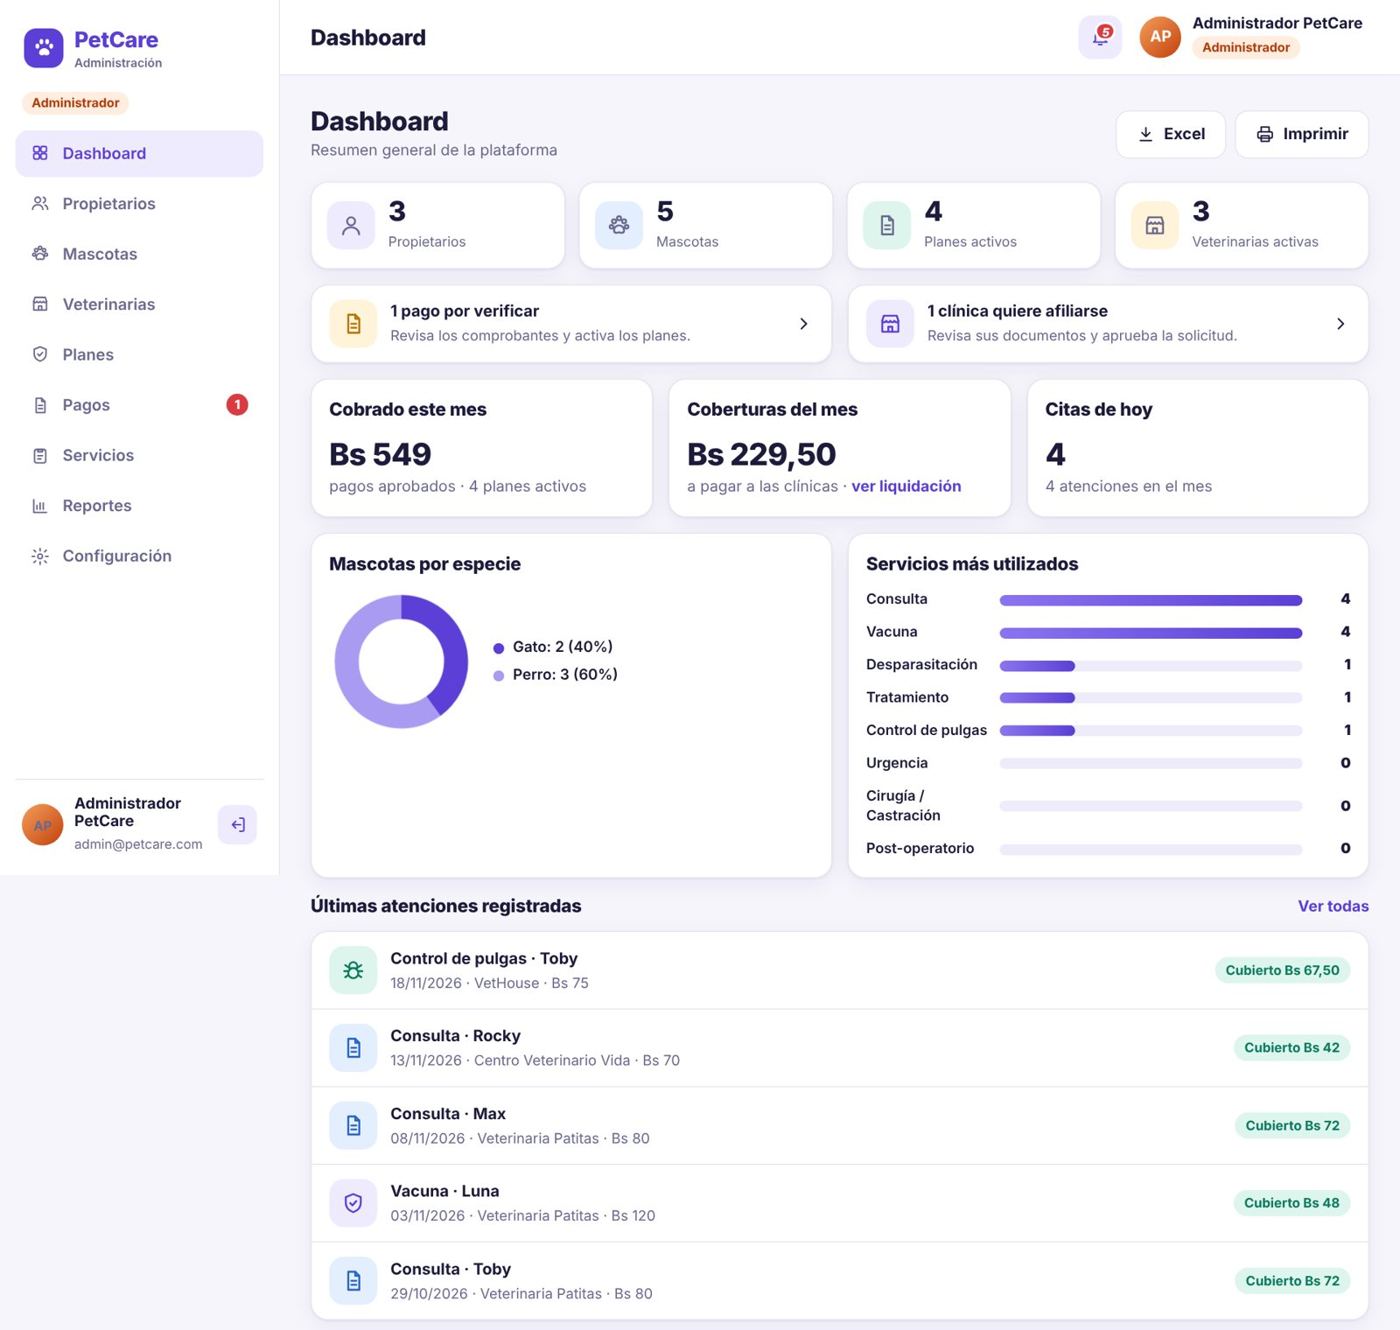 PetCare
Administración
Administrador
Dashboard
Propietarios
Mascotas
Veterinarias
Planes
Pagos
1
Servicios
Reportes
Configuración
AP
Administrador
PetCare
admin@petcare.com
Dashboard
5
AP
Administrador PetCare
Administrador
Dashboard
Resumen general de la plataforma
Excel
Imprimir
3
Propietarios
5
Mascotas
4
Planes activos
3
Veterinarias activas
1 pago por verificar
Revisa los comprobantes y activa los planes.
1 clínica quiere afiliarse
Revisa sus documentos y aprueba la solicitud.
Cobrado este mes
Bs 549
pagos aprobados · 4 planes activos
Coberturas del mes
Bs 229,50
a pagar a las clínicas · ver liquidación
Citas de hoy
4
4 atenciones en el mes
Mascotas por especie
Gato: 2 (40%)
Perro: 3 (60%)
Servicios más utilizados
Consulta 4
Vacuna 4
Desparasitación 1
Tratamiento 1
Control de pulgas 1
Urgencia 0
Cirugía /
Castración 0
Post-operatorio 0
Últimas atenciones registradas
Ver todas
Control de pulgas · Toby
18/11/2026 · VetHouse · Bs 75
Cubierto Bs 67,50
Consulta · Rocky
13/11/2026 · Centro Veterinario Vida · Bs 70
Cubierto Bs 42
Consulta · Max
08/11/2026 · Veterinaria Patitas · Bs 80
Cubierto Bs 72
Vacuna · Luna
03/11/2026 · Veterinaria Patitas · Bs 120
Cubierto Bs 48
Consulta · Toby
29/10/2026 · Veterinaria Patitas · Bs 80
Cubierto Bs 72